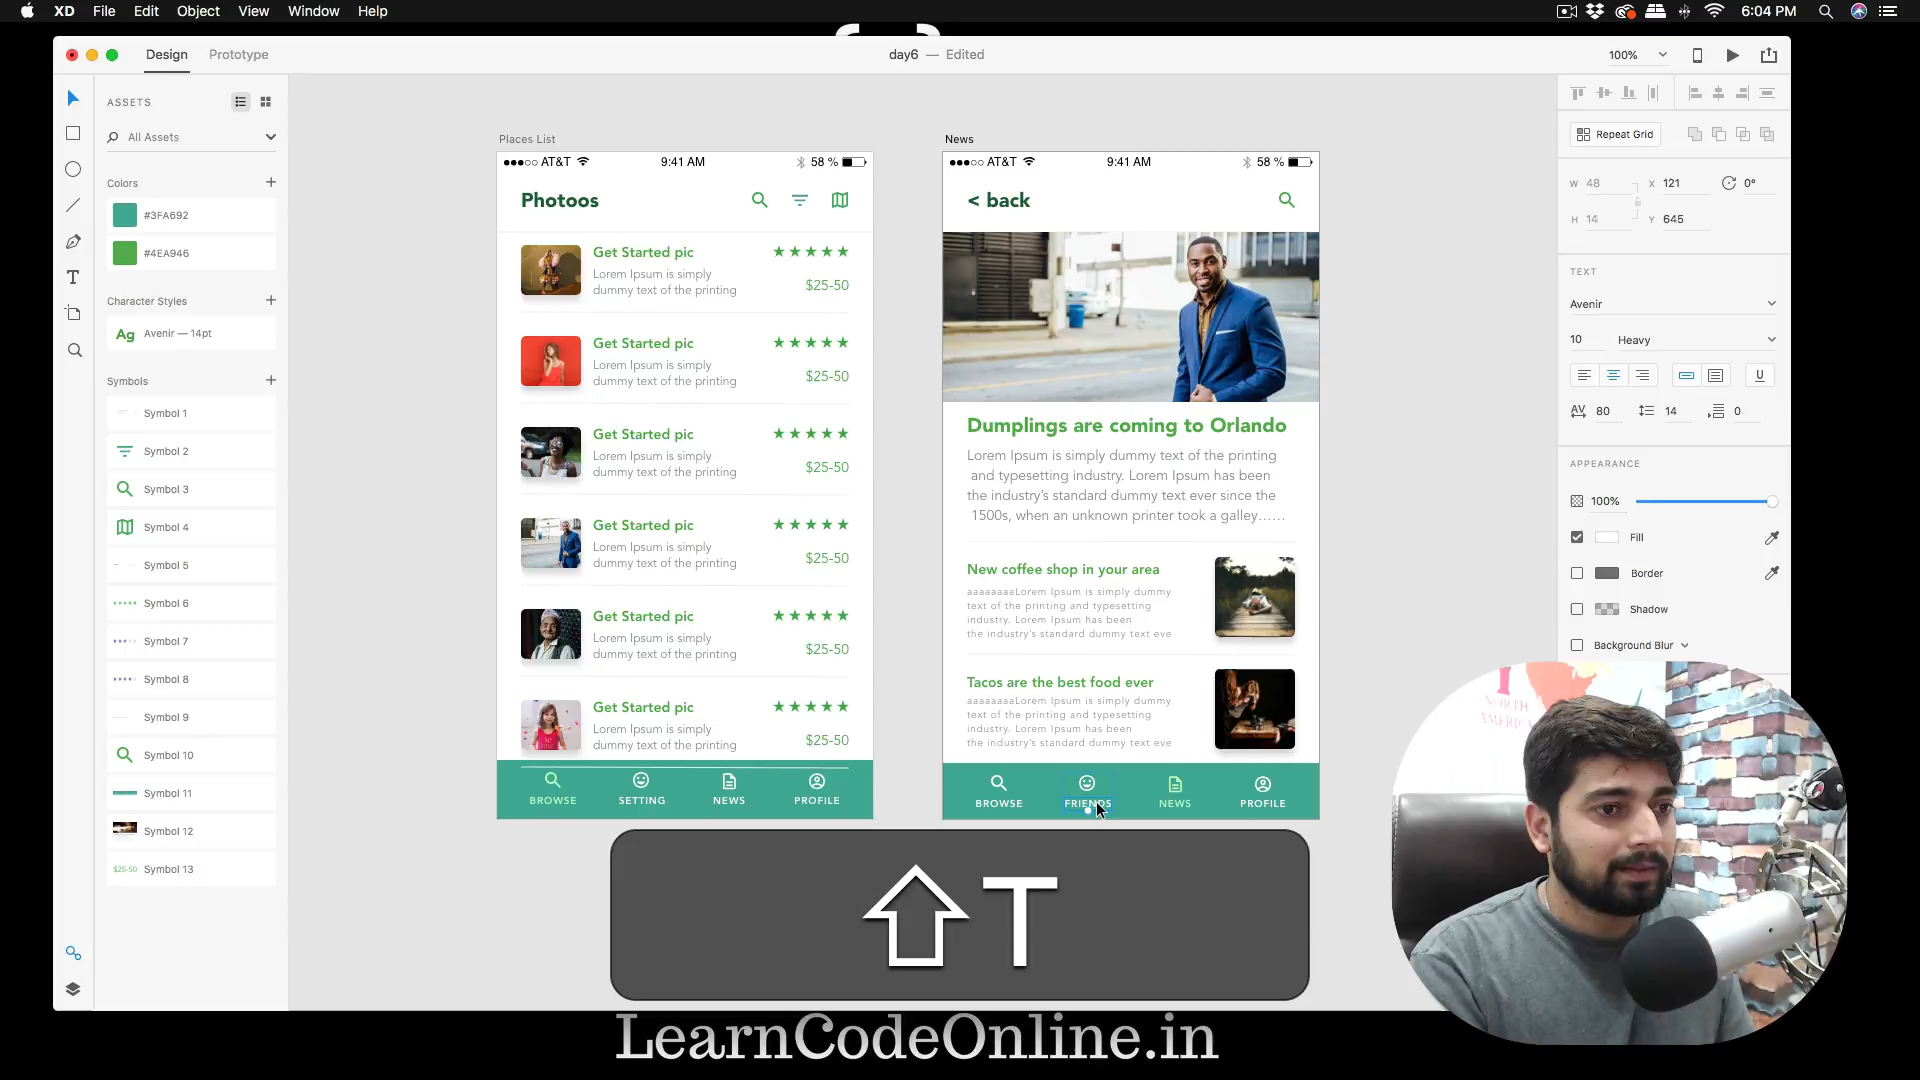 XD File Edit Object View Window Help
6:04 PM
Design Prototype
day6 — Edited
100%
ASSETS
All Assets
Colors
#3FA692
#4EA946
Character Styles
Ag Avenir — 14pt
Symbols
Symbol 1
Symbol 2
Symbol 3
Symbol 4
Symbol 5
Symbol 6
Symbol 7
Symbol 8
Symbol 9
Symbol 10
Symbol 11
Symbol 12
$25-50 Symbol 13
Places List
AT&T 9:41 AM 58 %
Photoos
Get Started pic
Lorem Ipsum is simply
dummy text of the printing
$25-50
Get Started pic
Lorem Ipsum is simply
dummy text of the printing
$25-50
Get Started pic
Lorem Ipsum is simply
dummy text of the printing
$25-50
Get Started pic
Lorem Ipsum is simply
dummy text of the printing
$25-50
Get Started pic
Lorem Ipsum is simply
dummy text of the printing
$25-50
Get Started pic
Lorem Ipsum is simply
dummy text of the printing
$25-50
BROWSE SETTING NEWS PROFILE
News
AT&T 9:41 AM 58 %
< back
Dumplings are coming to Orlando
Lorem Ipsum is simply dummy text of the printing
and typesetting industry. Lorem Ipsum has been
the industry's standard dummy text ever since the
1500s, when an unknown printer took a galley......
New coffee shop in your area
aaaaaaaaLorem Ipsum is simply dummy
text of the printing and typesetting
industry. Lorem Ipsum has been
the industry's standard dummy text eve
Tacos are the best food ever
aaaaaaaaLorem Ipsum is simply dummy
text of the printing and typesetting
industry. Lorem Ipsum has been
the industry's standard dummy text eve
BROWSE FRIENDS NEWS PROFILE
Repeat Grid
W 48 X 121 0°
H 14 Y 645
TEXT
Avenir
10 Heavy
U
AV 80 14 0
APPEARANCE
100%
Fill
Border
Shadow
Background Blur
I
NORTH
AMERICA
T
LearnCodeOnline.in